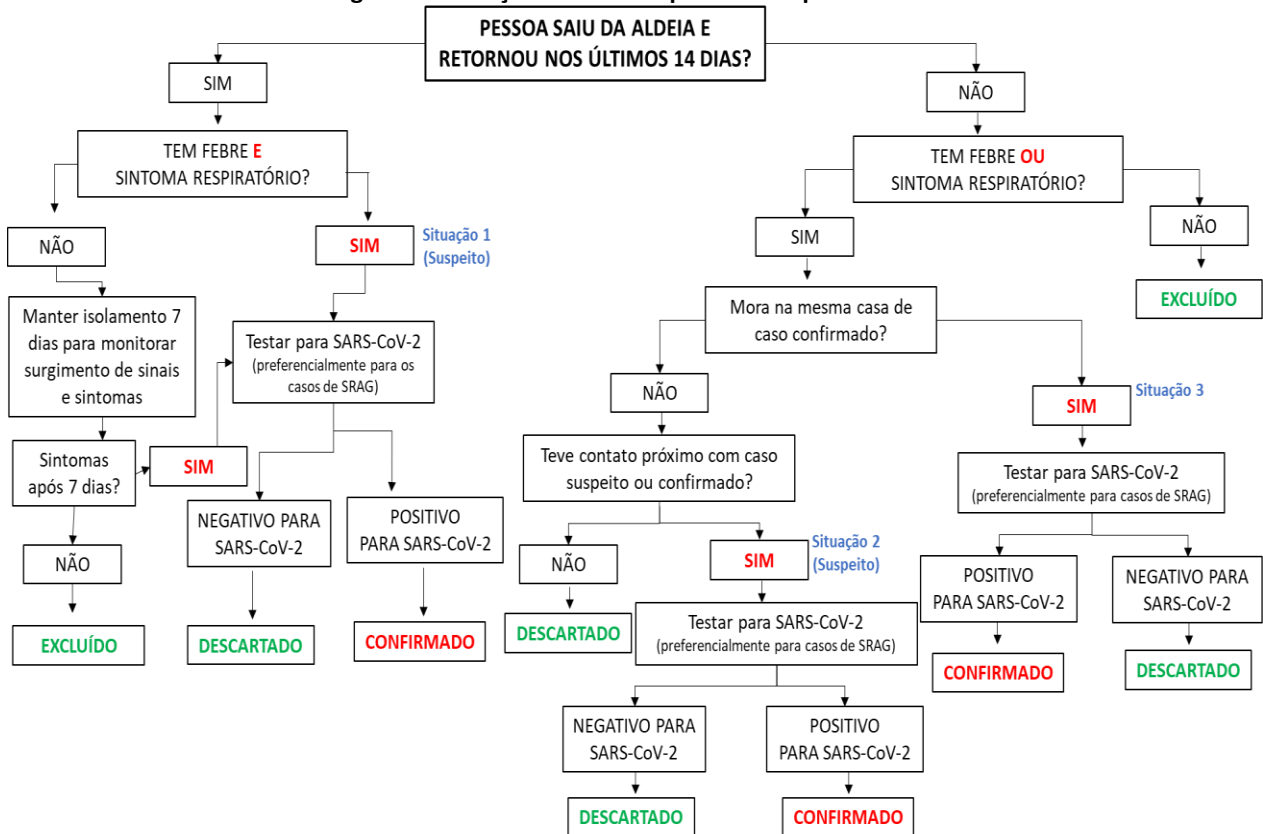 PESSOA SAIU DA ALDEIA E
RETORNOU NOS ÚLTIMOS 14 DIAS?
SIM
NÃO
TEM FEBRE E
SINTOMA RESPIRATÓRIO?
TEM FEBRE OU
SINTOMA RESPIRATÓRIO?
NÃO
SIM
Situação 1
(Suspeito)
SIM
NÃO
EXCLUÍDO
Manter isolamento 7
dias para monitorar
surgimento de sinais
e sintomas
Testar para SARS-CoV-2
(preferencialmente para os
casos de SRAG)
Mora na mesma casa de
caso confirmado?
NÃO
SIM
Situação 3
Sintomas
após 7 dias?
SIM
Teve contato próximo com caso
suspeito ou confirmado?
Testar para SARS-CoV-2
(preferencialmente para casos de SRAG)
NEGATIVO PARA
SARS-CoV-2
POSITIVO
PARA SARS-CoV-2
NÃO
NÃO
SIM
Situação 2
(Suspeito)
POSITIVO
PARA SARS-CoV-2
NEGATIVO PARA
SARS-CoV-2
EXCLUÍDO
DESCARTADO
CONFIRMADO
DESCARTADO
Testar para SARS-CoV-2
(preferencialmente para casos de SRAG)
CONFIRMADO
DESCARTADO
NEGATIVO PARA
SARS-CoV-2
POSITIVO
PARA SARS-CoV-2
DESCARTADO
CONFIRMADO